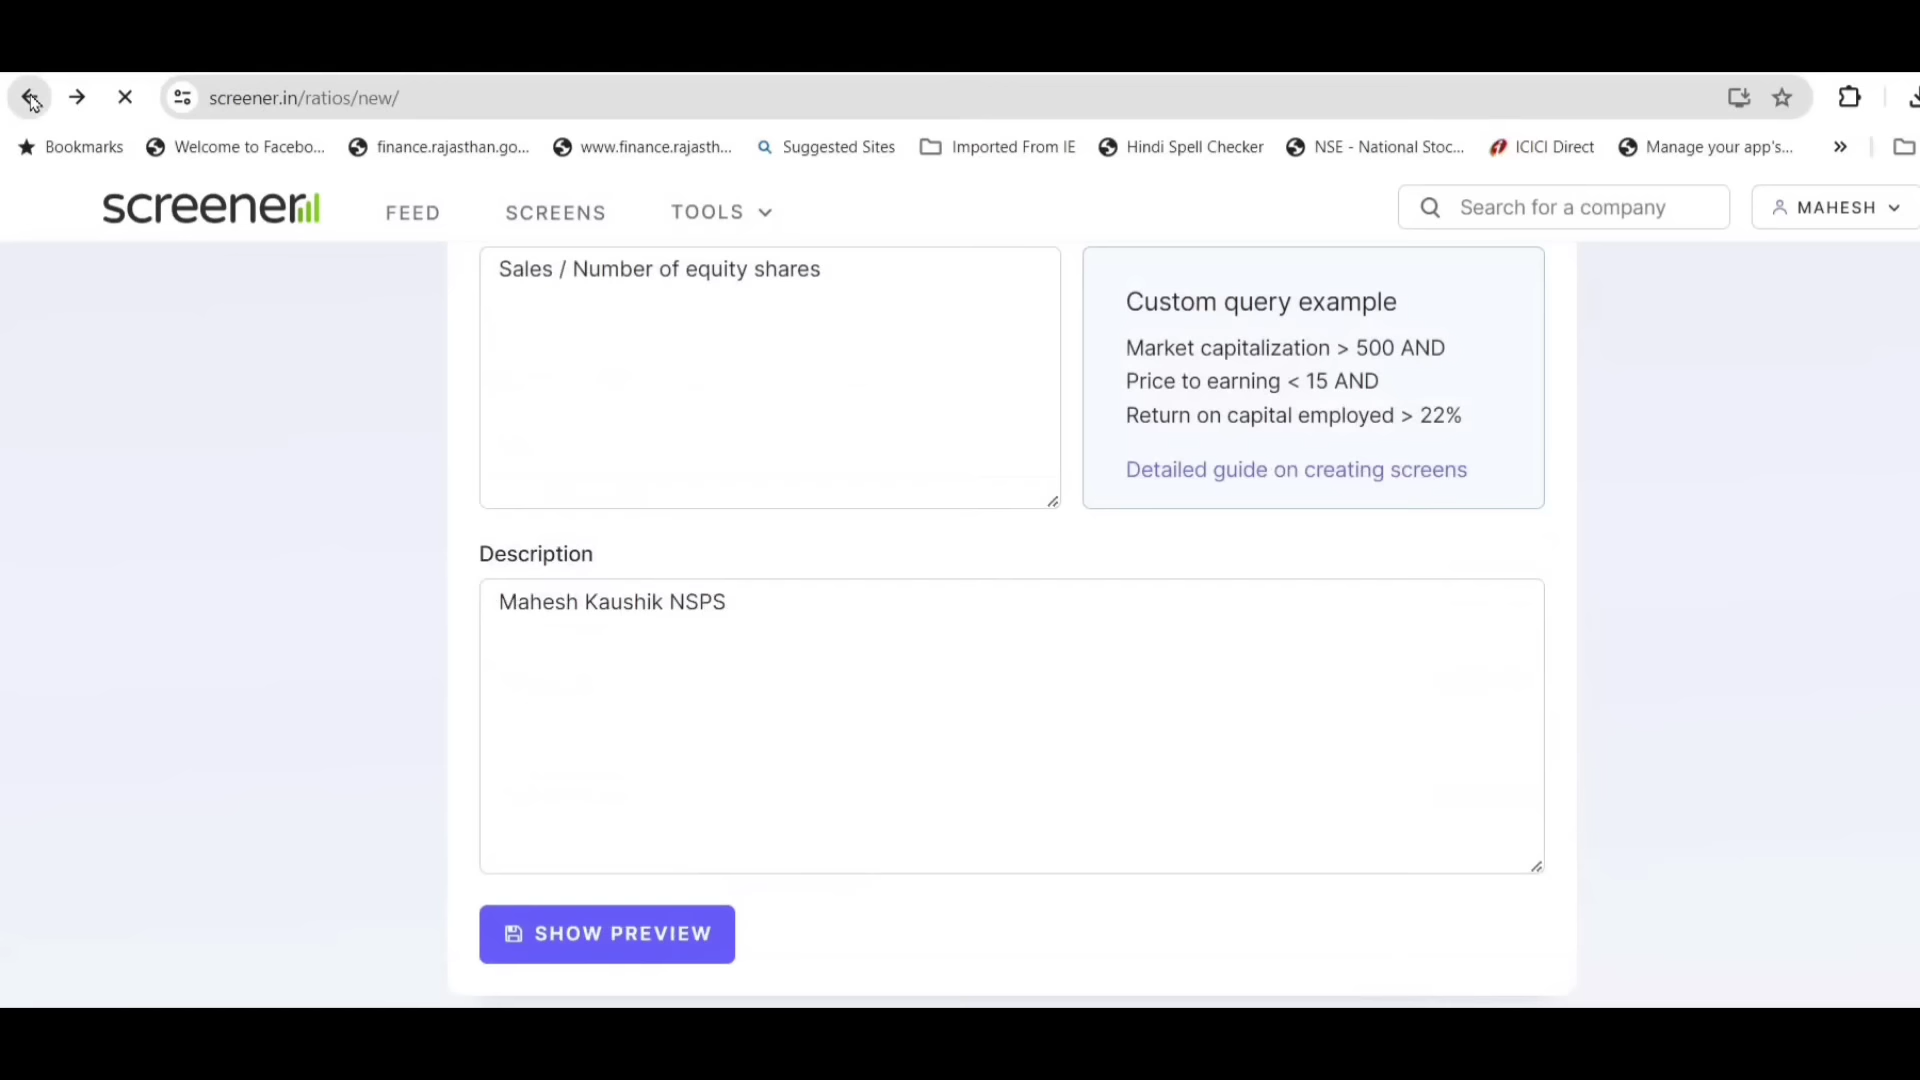 screener.in/ratios/new/
Bookmarks Welcome to Facebo... finance.rajasthan.go... www.finance.rajasth... Suggested Sites Imported From IE Hindi Spell Checker NSE - National Stoc... ICICI Direct Manage your app's... »
screener FEED SCREENS TOOLS Search for a company MAHESH
Sales / Number of equity shares
Custom query example
Market capitalization > 500 AND
Price to earning < 15 AND
Return on capital employed > 22%
Detailed guide on creating screens
Description
Mahesh Kaushik NSPS
SHOW PREVIEW